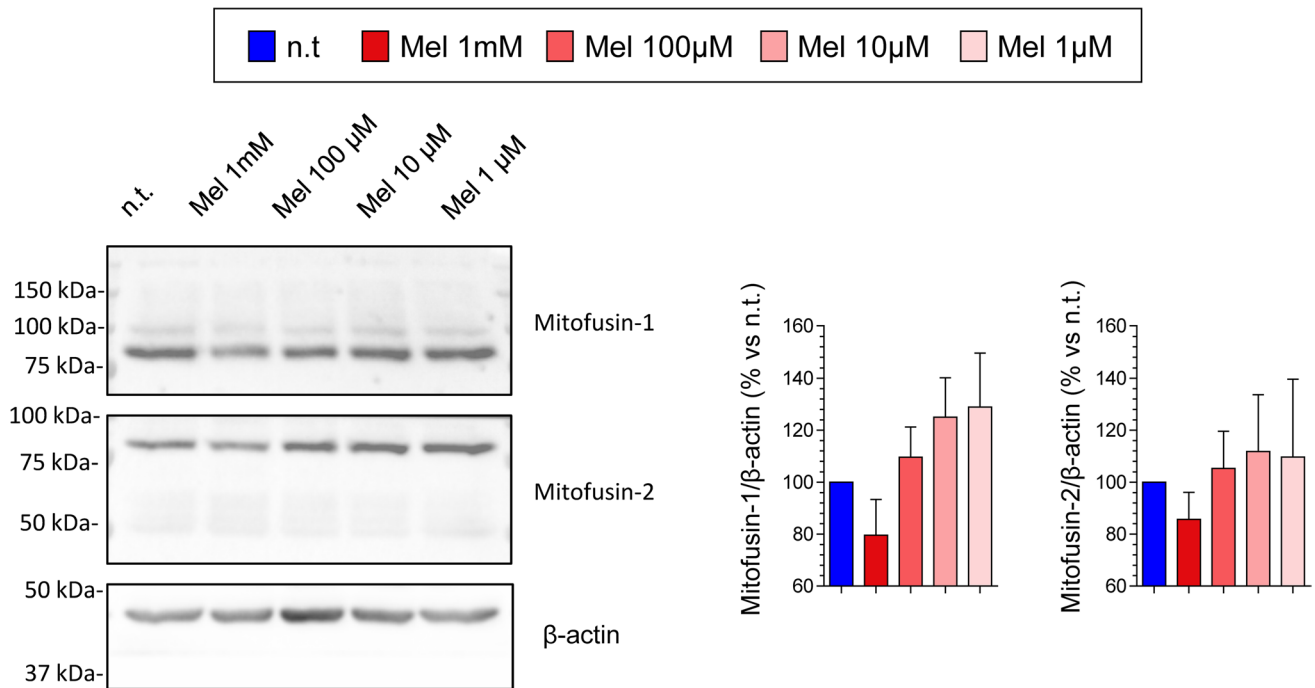 n.t Mel 1mM Mel 100µM Mel 10µM Mel 1µM
n.t. Mel 1mM Mel 100 µM Mel 10 µM Mel 1 µM
150 kDa-
100 kDa-
75 kDa-
Mitofusin-1
100 kDa-
75 kDa-
50 kDa-
Mitofusin-2
50 kDa-
37 kDa-
β-actin
Mitofusin-1/β-actin (% vs n.t.)
160
140
120
100
80
60
Mitofusin-2/β-actin (% vs n.t.)
160
140
120
100
80
60